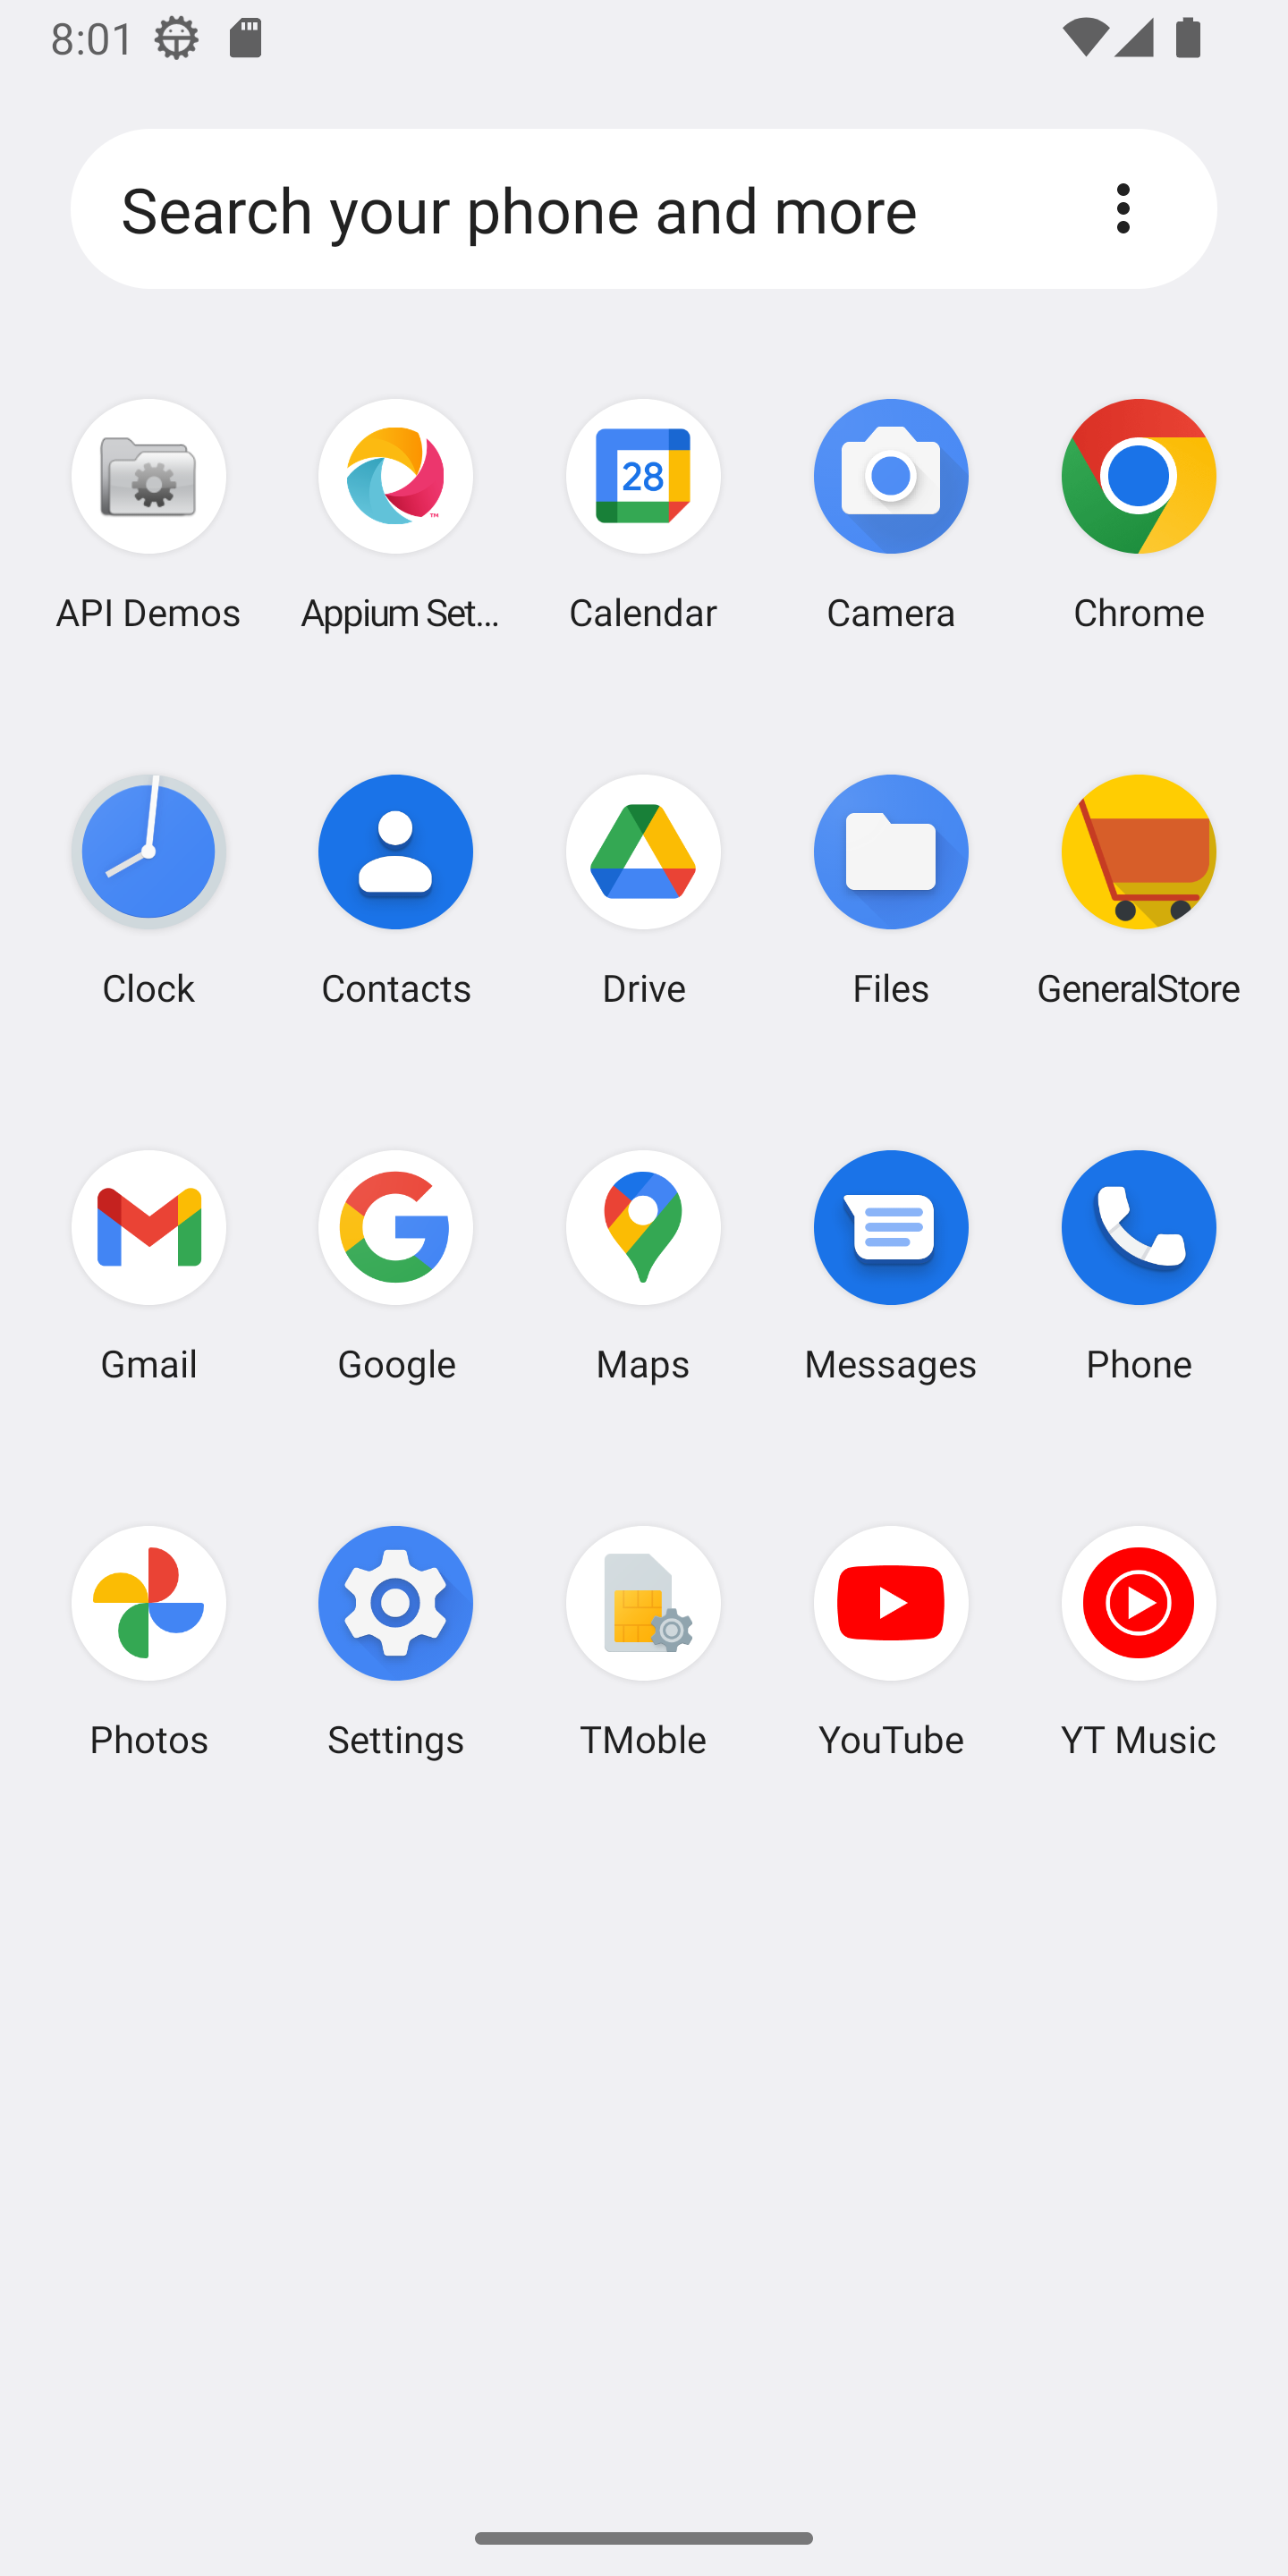 8:01
Search your phone and more
API Demos Appium Set... Calendar Camera Chrome
Clock Contacts Drive Files GeneralStore
Gmail Google Maps Messages Phone
Photos Settings TMoble YouTube YT Music
28